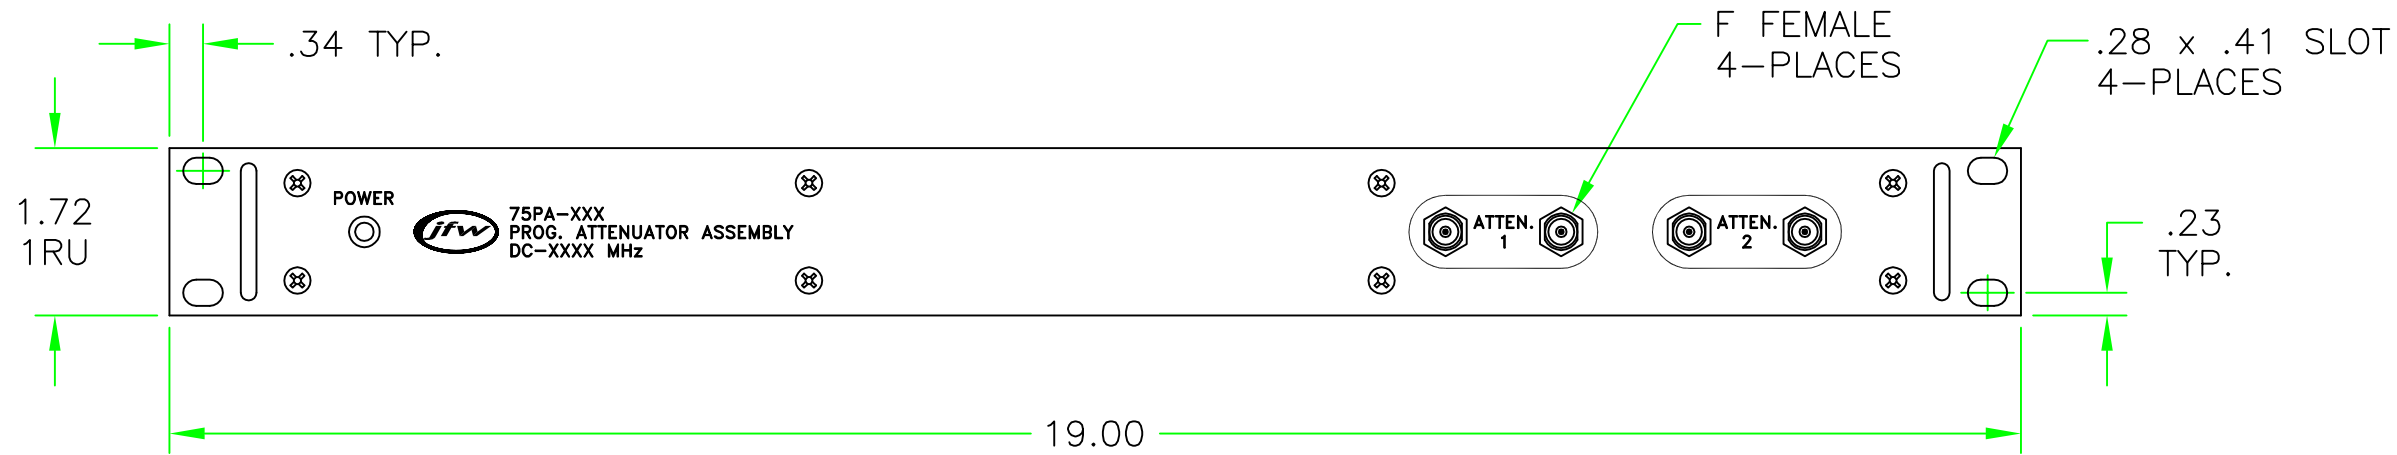 .34 TYP.
F FEMALE
4-PLACES
.28 x .41 SLOT
4-PLACES
1.72
1RU
POWER
jfw
75PA-XXX
PROG. ATTENUATOR ASSEMBLY
DC-XXXX MHz
ATTEN.
1
ATTEN.
2
.23
TYP.
19.00